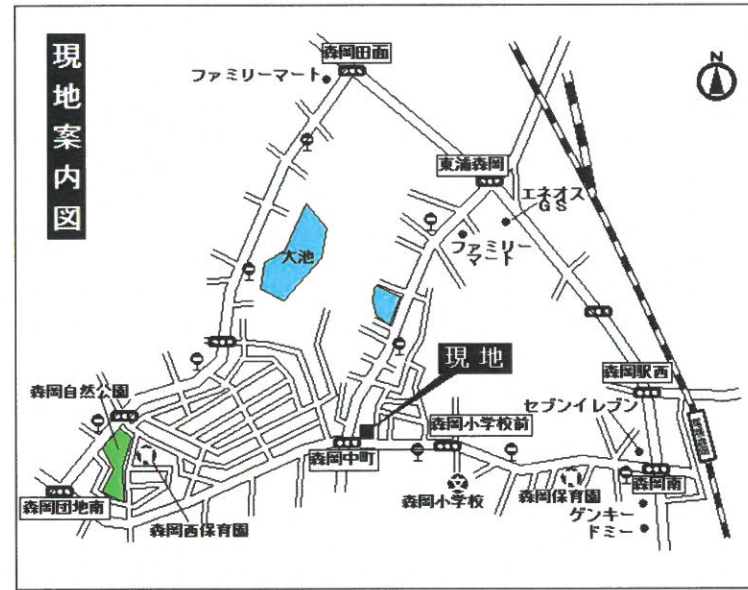 現地案内図
森岡田面
ファミリーマート
N
東浦森岡
エネオス
GS
ファミリー
マート
大池
現地
森岡駅西
森岡自然公園
セブンイレブン
森岡小学校前
森岡中町
森岡南
森岡団地南
森岡西保育園
森岡小学校
森岡保育園
ゲンキー
ドミー